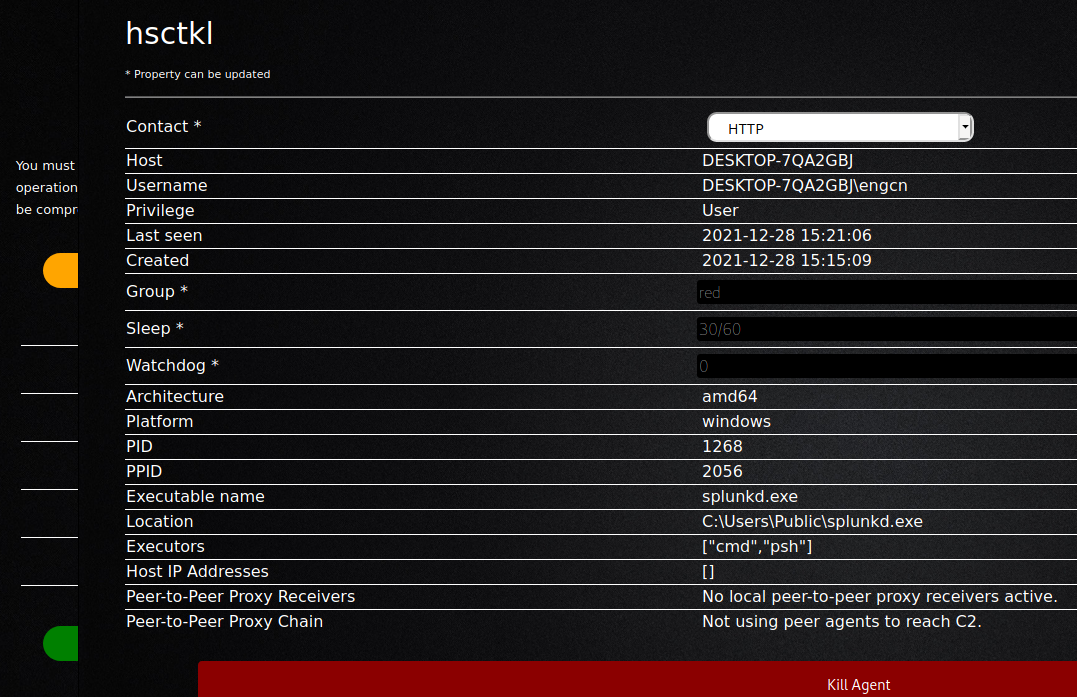 hsctkl
* Property can be updated
Contact * HTTP
You must
operation
be compr
Host DESKTOP-7QA2GBJ
Username DESKTOP-7QA2GBJ\engcn
Privilege User
Last seen 2021-12-28 15:21:06
Created 2021-12-28 15:15:09
Group * red
Sleep * 30/60
Watchdog * 0
Architecture amd64
Platform windows
PID 1268
PPID 2056
Executable name splunkd.exe
Location C:\Users\Public\splunkd.exe
Executors ["cmd","psh"]
Host IP Addresses []
Peer-to-Peer Proxy Receivers No local peer-to-peer proxy receivers active.
Peer-to-Peer Proxy Chain Not using peer agents to reach C2.
Kill Agent